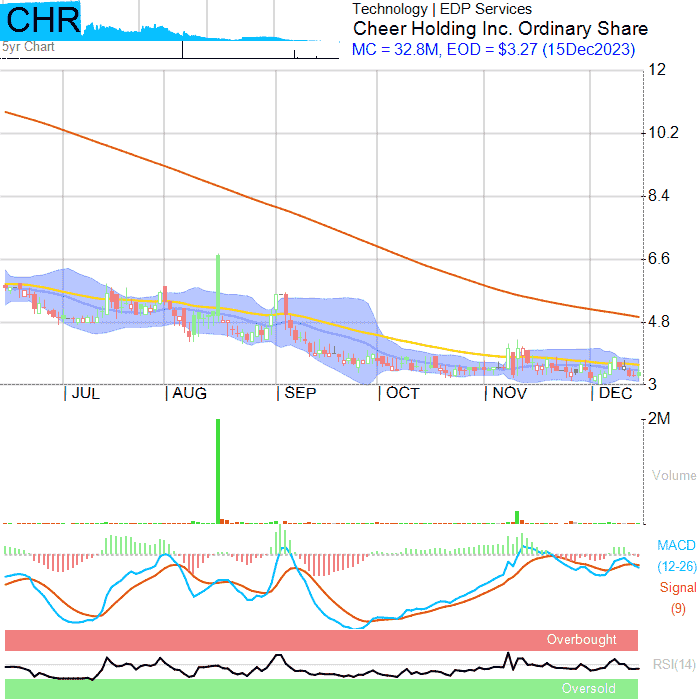 CHR
5yr Chart
Technology | EDP Services
Cheer Holding Inc. Ordinary Share
MC = 32.8M, EOD = $3.27 (15Dec2023)
12
10.2
8.4
6.6
4.8
3
JUL AUG SEP OCT NOV DEC
2M
Volume
MACD
(12-26)
Signal
(9)
Overbought
RSI(14)
Oversold